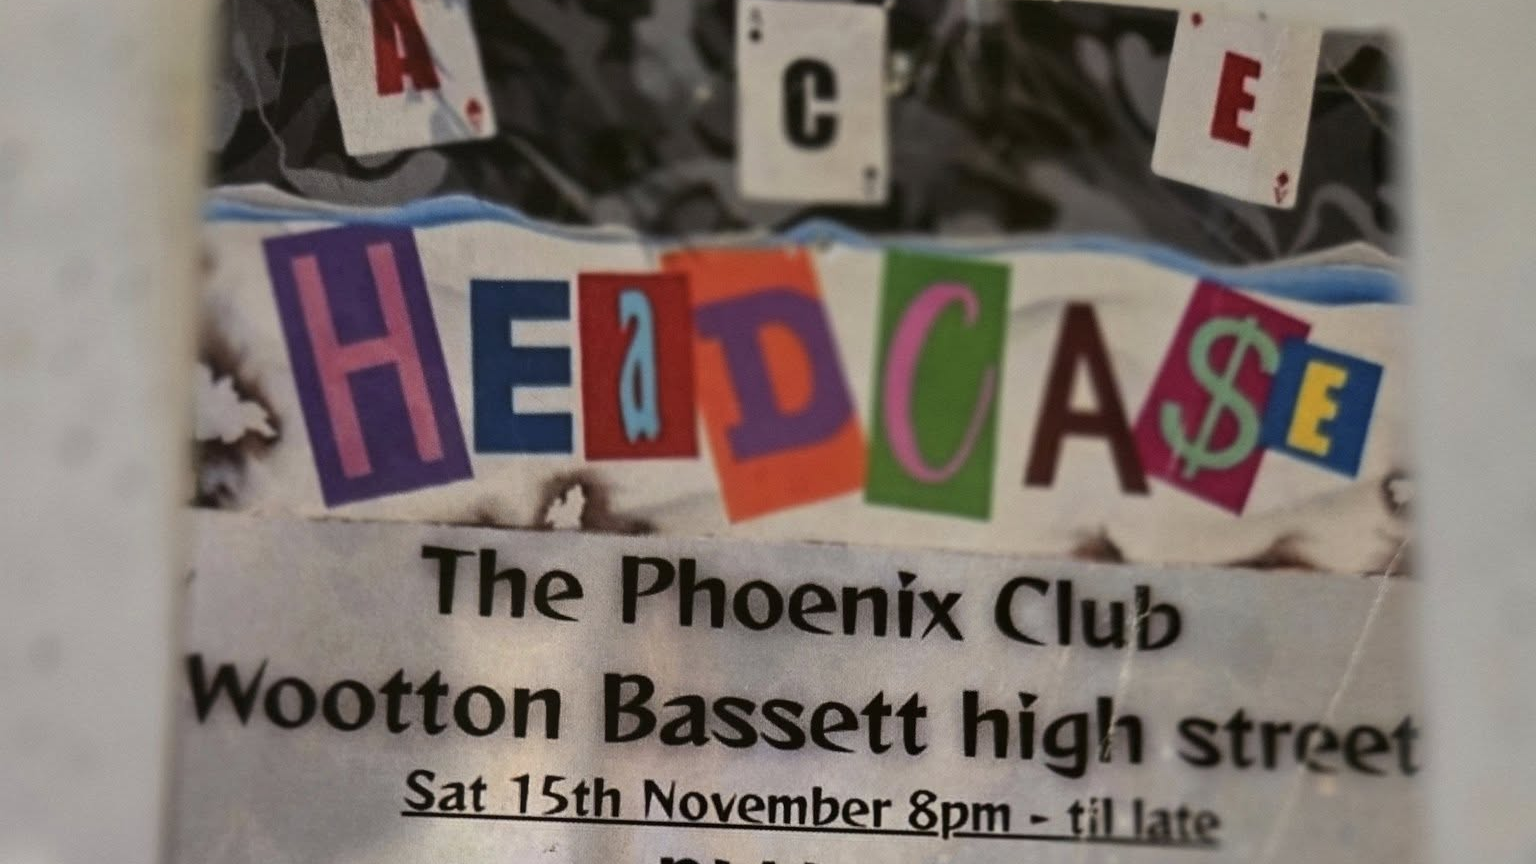 A C E
HEaDCA$E
The Phoenix Club
Wootton Bassett high street
Sat 15th November 8pm - til late